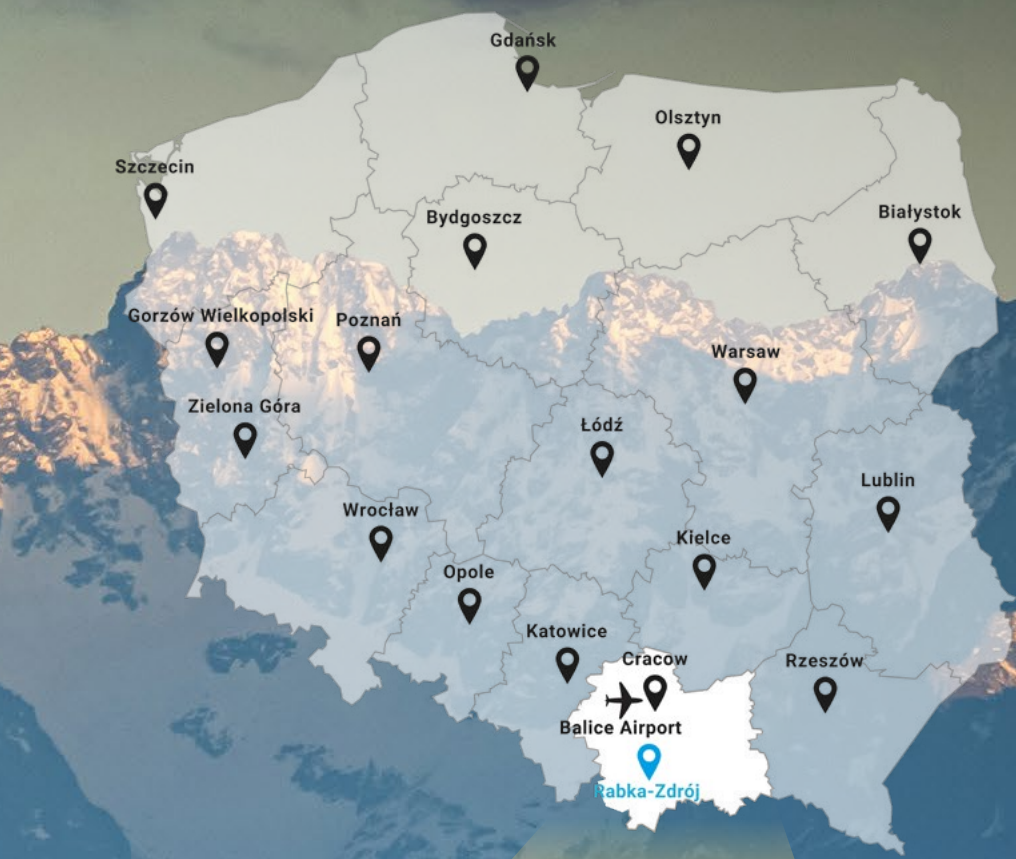 Gdańsk
Olsztyn
Szczecin
Białystok
Bydgoszcz
Gorzów Wielkopolski
Poznań
Warsaw
Zielona Góra
Łódź
Lublin
Wrocław
Kielce
Opole
Katowice
Cracow
Rzeszów
Balice Airport
Rabka-Zdrój